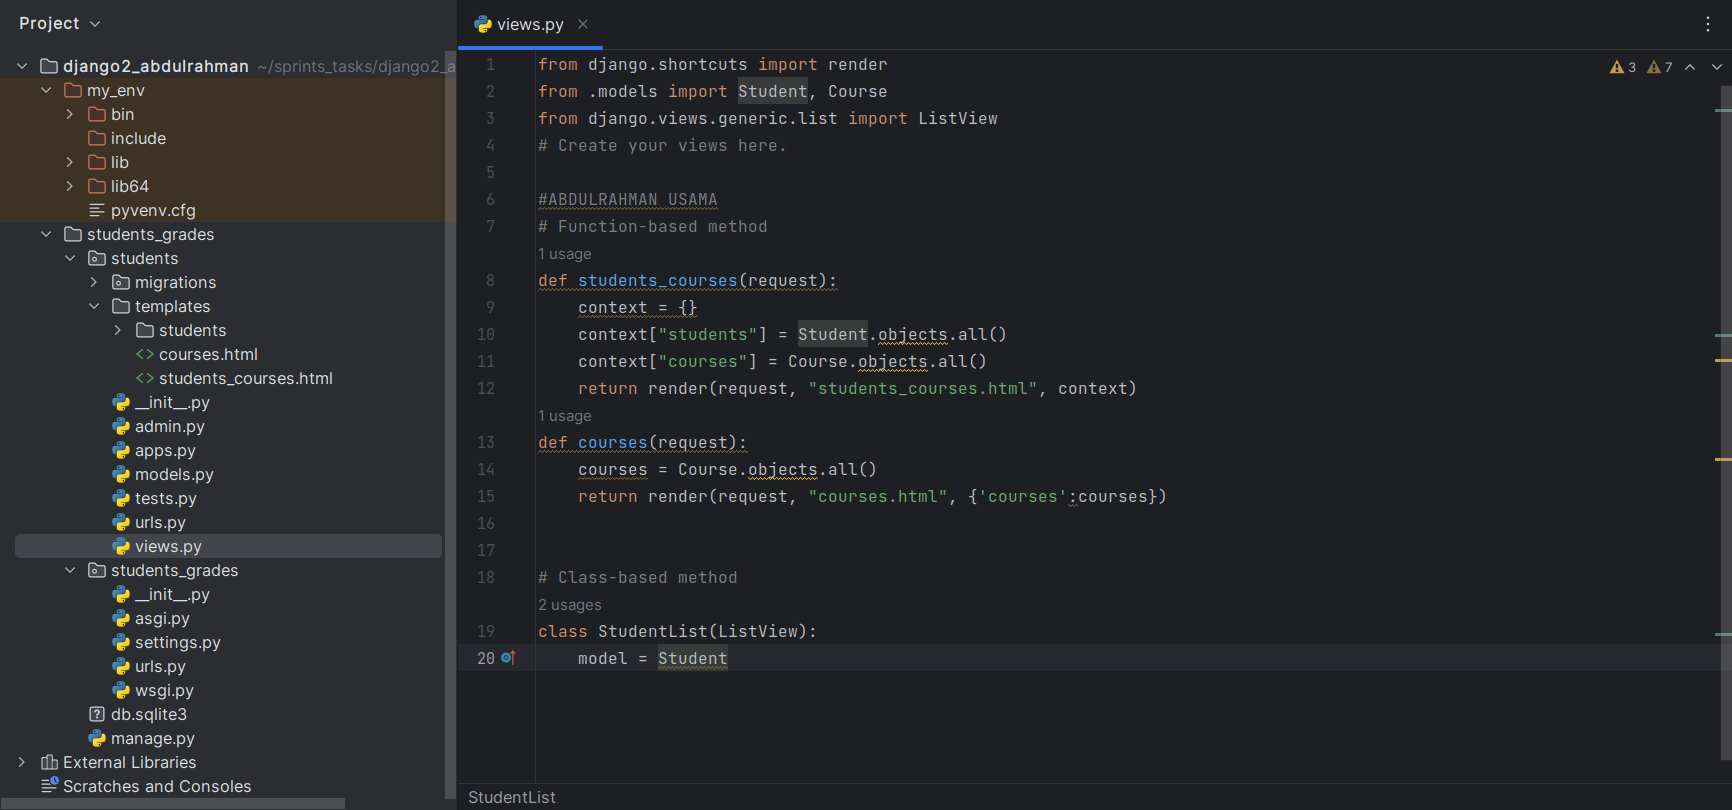 Project
django2_abdulrahman ~/sprints_tasks/django2_a
my_env
bin
include
lib
lib64
pyvenv.cfg
students_grades
students
migrations
templates
students
<> courses.html
<> students_courses.html
__init__.py
admin.py
apps.py
models.py
tests.py
urls.py
views.py
students_grades
__init__.py
asgi.py
settings.py
urls.py
wsgi.py
db.sqlite3
manage.py
External Libraries
Scratches and Consoles
views.py
3 7
1 from django.shortcuts import render
2 from .models import Student, Course
3 from django.views.generic.list import ListView
4 # Create your views here.
5
6 #ABDULRAHMAN USAMA
7 # Function-based method
1 usage
8 def students_courses(request):
9 context = {}
10 context["students"] = Student.objects.all()
11 context["courses"] = Course.objects.all()
12 return render(request, "students_courses.html", context)
1 usage
13 def courses(request):
14 courses = Course.objects.all()
15 return render(request, "courses.html", {'courses':courses})
16
17
18 # Class-based method
2 usages
19 class StudentList(ListView):
20 model = Student
StudentList